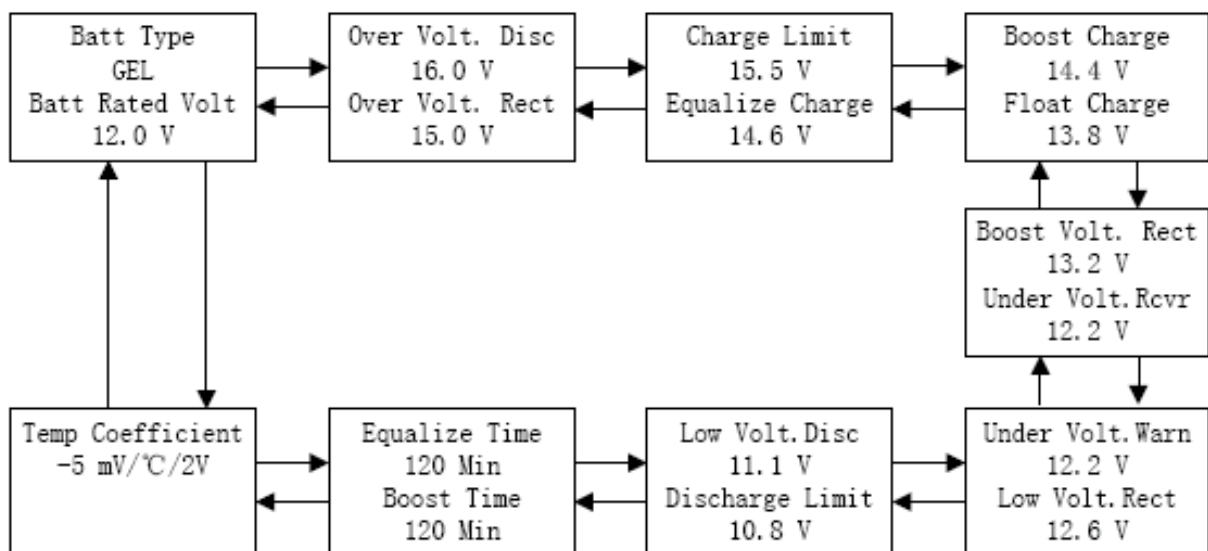 Batt Type
GEL
Batt Rated Volt
12.0 V
Over Volt. Disc
16.0 V
Over Volt. Rect
15.0 V
Charge Limit
15.5 V
Equalize Charge
14.6 V
Boost Charge
14.4 V
Float Charge
13.8 V
Boost Volt. Rect
13.2 V
Under Volt.Rcvr
12.2 V
Temp Coefficient
-5 mV/℃/2V
Equalize Time
120 Min
Boost Time
120 Min
Low Volt.Disc
11.1 V
Discharge Limit
10.8 V
Under Volt.Warn
12.2 V
Low Volt.Rect
12.6 V